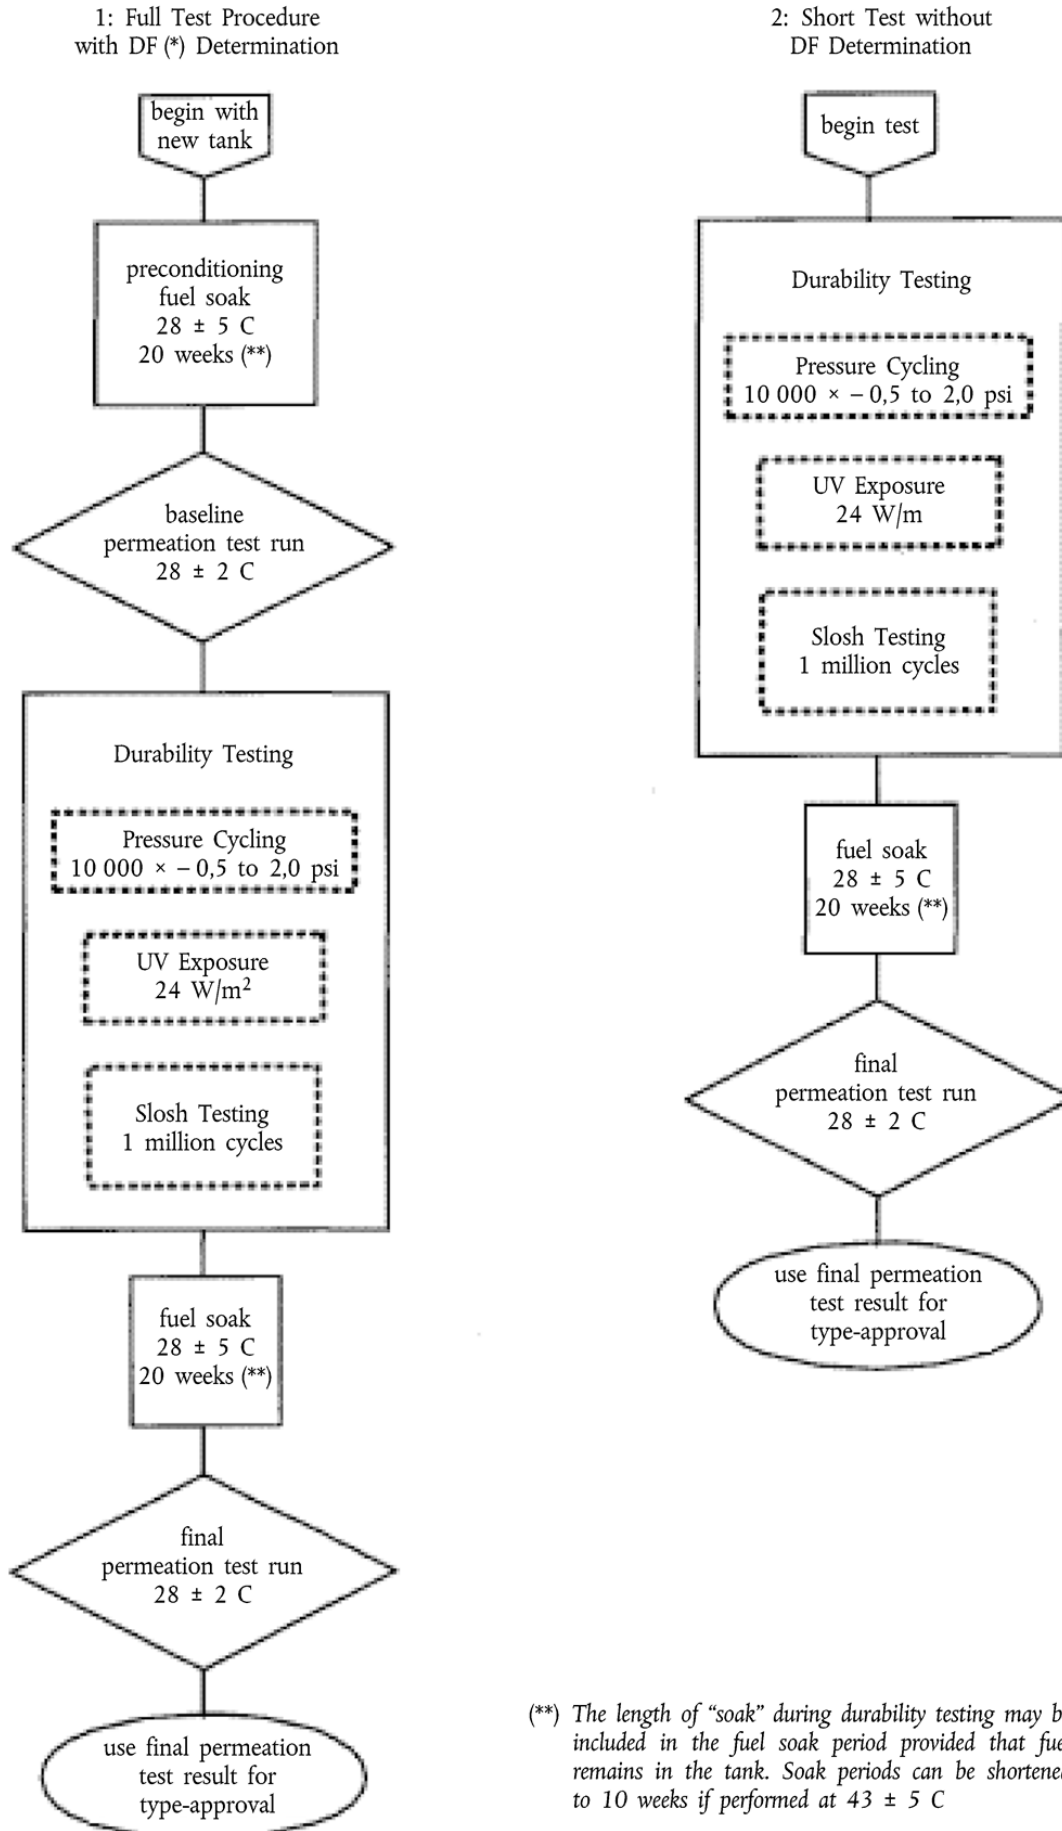 1: Full Test Procedure
with DF (*) Determination
begin with
new tank
preconditioning
fuel soak
28 ± 5 C
20 weeks (**)
baseline
permeation test run
28 ± 2 C
Durability Testing
Pressure Cycling
10 000 × – 0,5 to 2,0 psi
UV Exposure
24 W/m²
Slosh Testing
1 million cycles
fuel soak
28 ± 5 C
20 weeks (**)
final
permeation test run
28 ± 2 C
use final permeation
test result for
type-approval
2: Short Test without
DF Determination
begin test
Durability Testing
Pressure Cycling
10 000 × – 0,5 to 2,0 psi
UV Exposure
24 W/m
Slosh Testing
1 million cycles
fuel soak
28 ± 5 C
20 weeks (**)
final
permeation test run
28 ± 2 C
use final permeation
test result for
type-approval
(**) The length of “soak” during durability testing may b
included in the fuel soak period provided that fue
remains in the tank. Soak periods can be shortene
to 10 weeks if performed at 43 ± 5 C